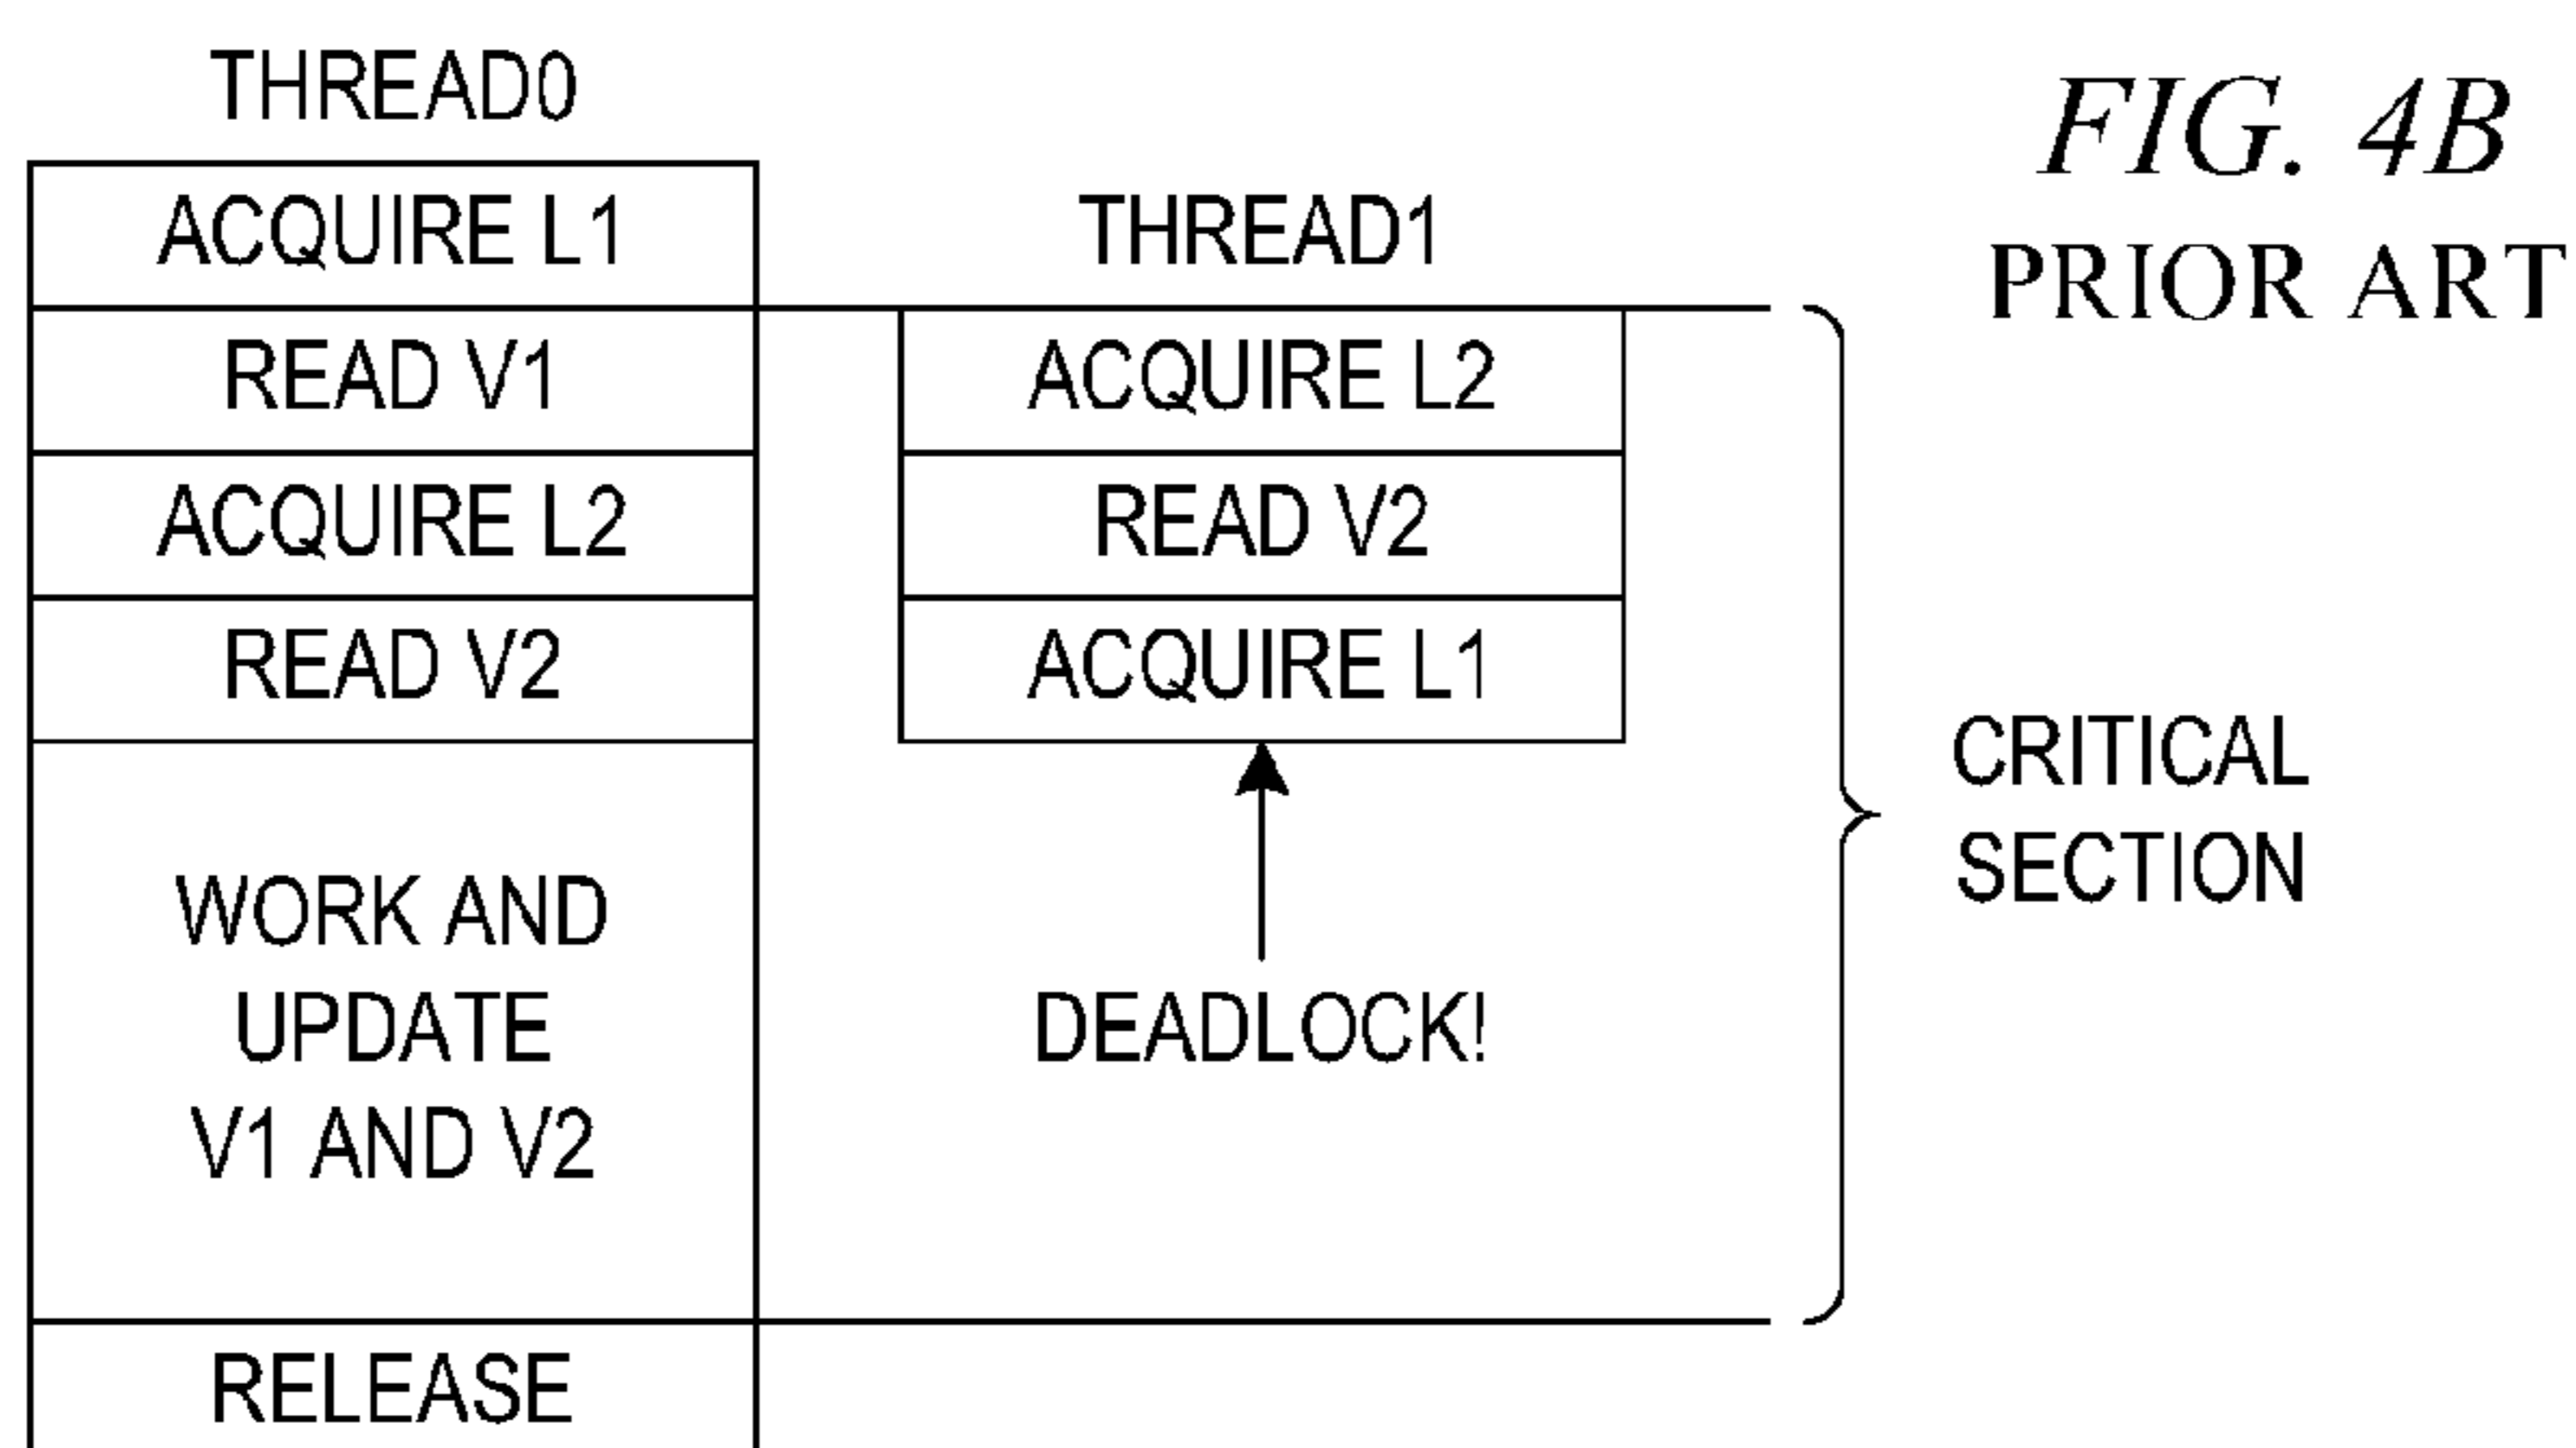 THREAD0
ACQUIRE L1
READ V1
ACQUIRE L2
READ V2
WORK AND
UPDATE
V1 AND V2
RELEASE
THREAD1
ACQUIRE L2
READ V2
ACQUIRE L1
DEADLOCK!
FIG. 4B
PRIOR ART
CRITICAL
SECTION